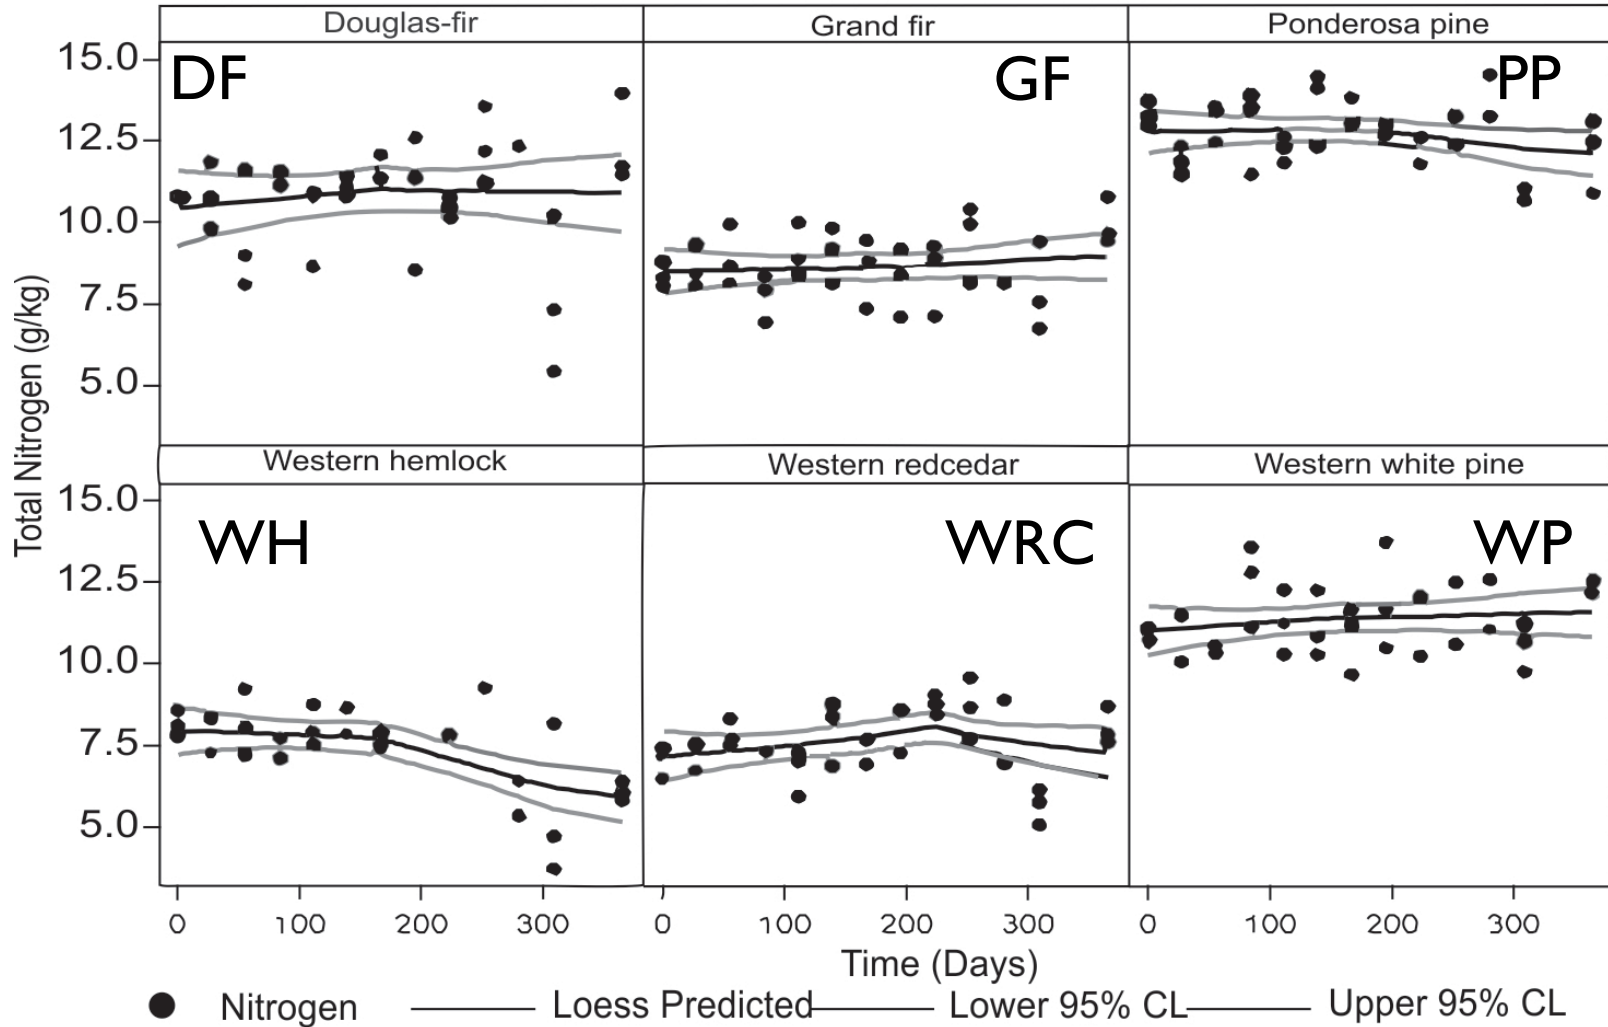 Douglas-fir Grand fir Ponderosa pine
DF GF PP
15.0
12.5
10.0
7.5
5.0
Total Nitrogen (g/kg)
Western hemlock Western redcedar Western white pine
WH WRC WP
15.0
12.5
10.0
7.5
5.0
0 100 200 300 0 100 200 300 0 100 200 300
Time (Days)
Nitrogen Loess Predicted Lower 95% CL Upper 95% CL